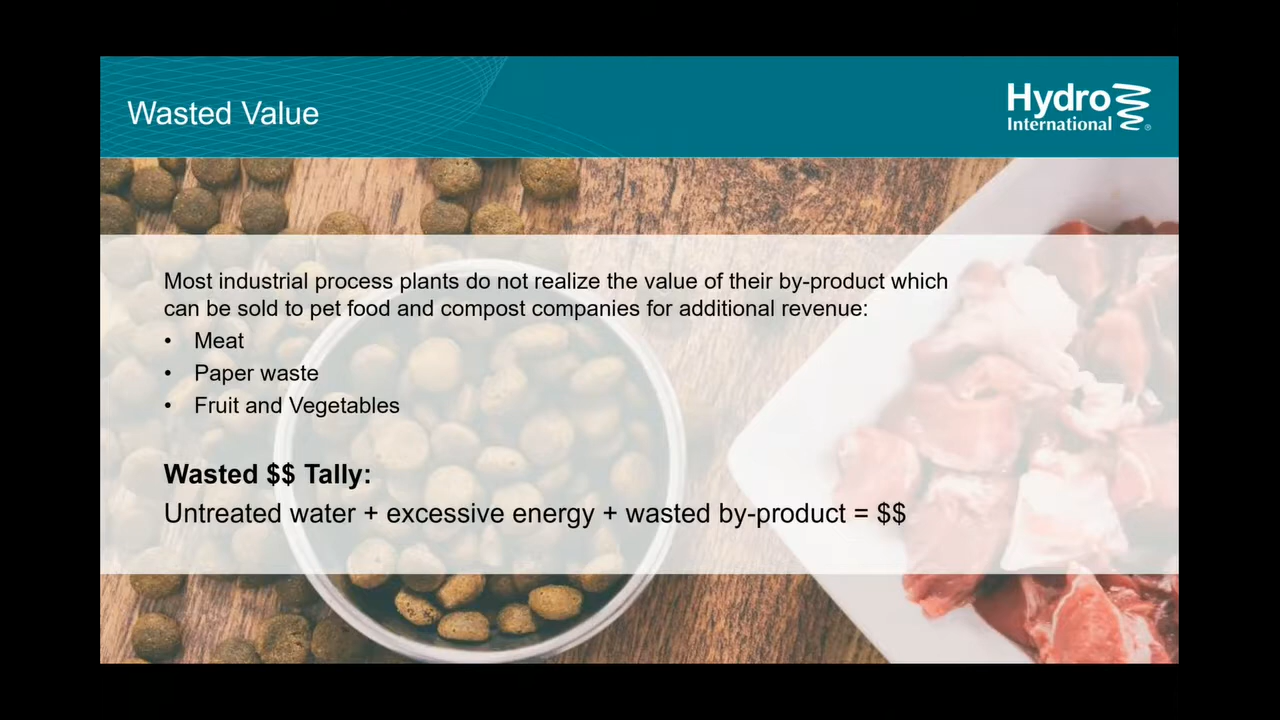 Wasted Value
Hydro
International
®
Most industrial process plants do not realize the value of their by-product which
can be sold to pet food and compost companies for additional revenue:
• Meat
• Paper waste
• Fruit and Vegetables
Wasted $$ Tally:
Untreated water + excessive energy + wasted by-product = $$